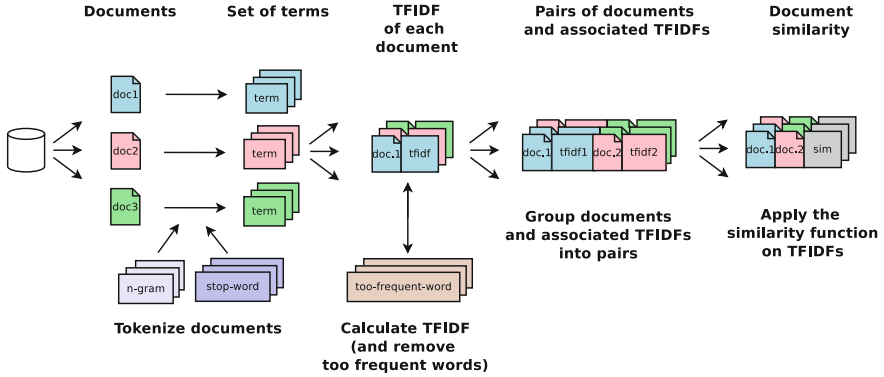 Documents
Set of terms
TFIDF
of each
document
Pairs of documents
and associated TFIDFs
Document
similarity
doc1
term
doc2
term
doc3
term
doc.1 tfidf
doc.1 tfidf1 doc.2 tfidf2
doc.1 doc.2 sim
n-gram
stop-word
too-frequent-word
Tokenize documents
Calculate TFIDF
(and remove
too frequent words)
Group documents
and associated TFIDFs
into pairs
Apply the
similarity function
on TFIDFs